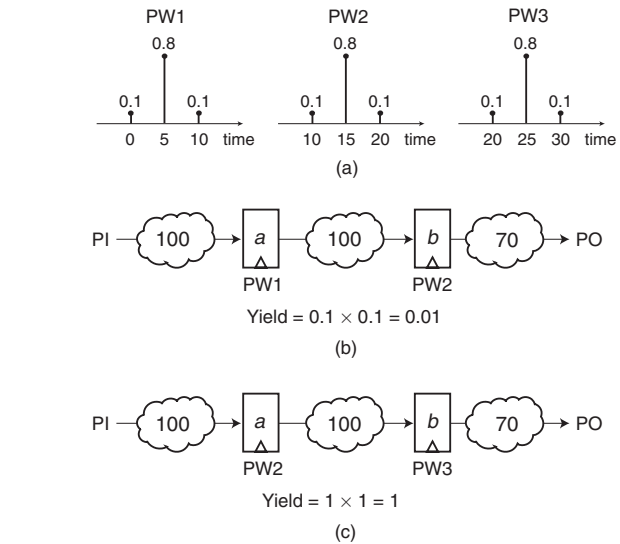 PW1 PW2 PW3
0.8 0.8 0.8
0.1 0.1 0.1 0.1 0.1 0.1
0 5 10 time 10 15 20 time 20 25 30 time
(a)
PI 100 a 100 b 70 PO
PW1 PW2
Yield = 0.1 × 0.1 = 0.01
(b)
PI 100 a 100 b 70 PO
PW2 PW3
Yield = 1 × 1 = 1
(c)